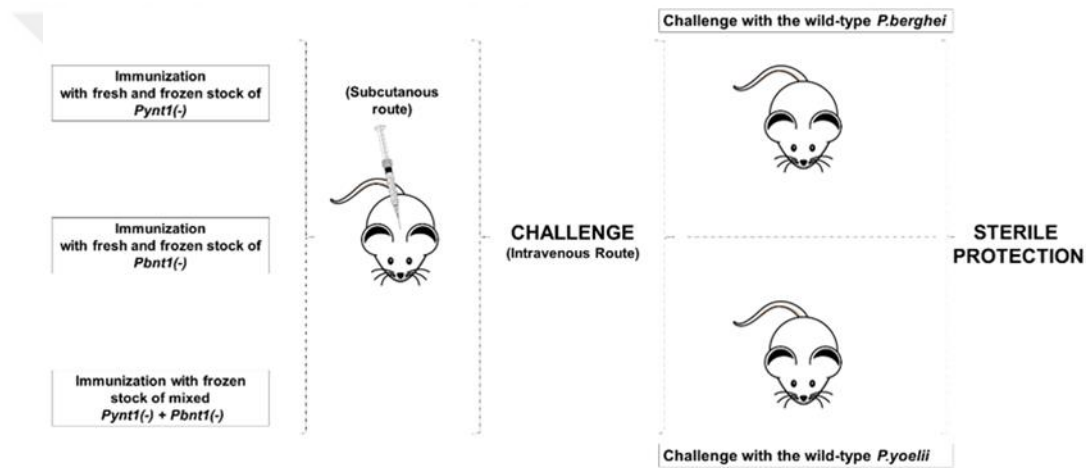 Challenge with the wild-type P.berghei
Immunization
with fresh and frozen stock of
Pynt1(-)
(Subcutanous
route)
Immunization
with fresh and frozen stock of
Pbnt1(-)
CHALLENGE
(Intravenous Route)
STERILE
PROTECTION
Immunization with frozen
stock of mixed
Pynt1(-) + Pbnt1(-)
Challenge with the wild-type P.yoelii